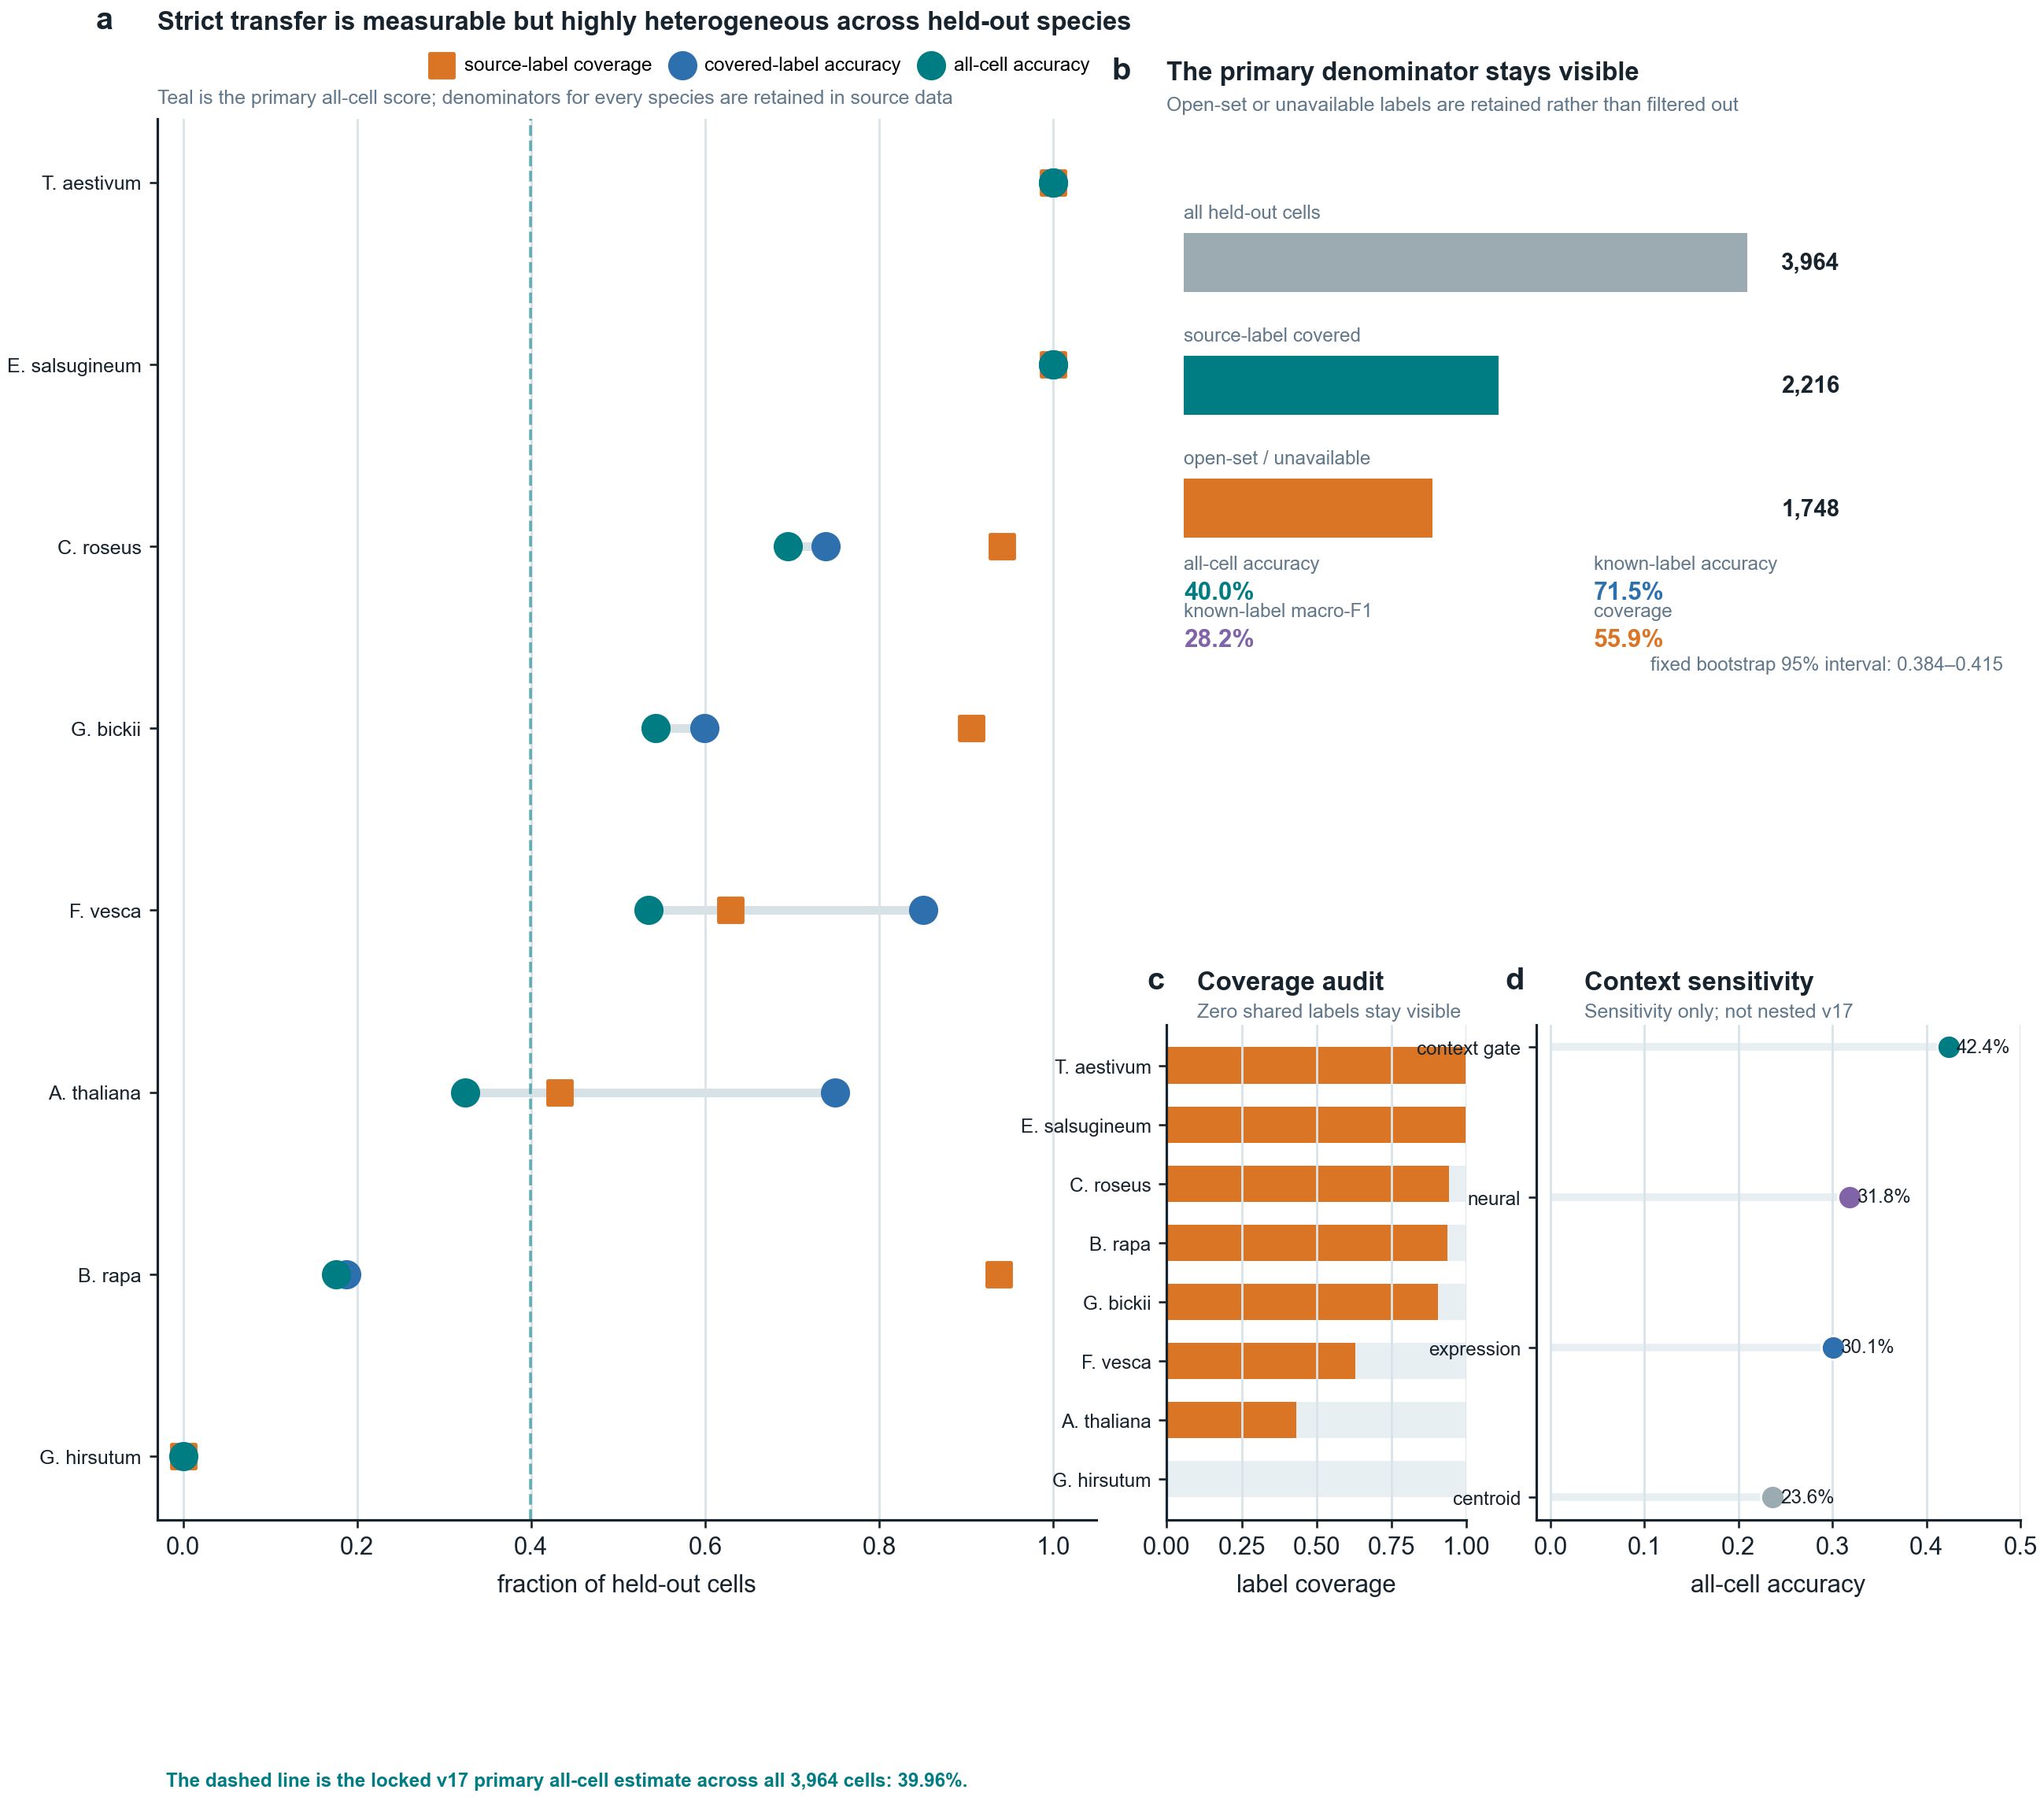 a
Strict transfer is measurable but highly heterogeneous across held-out species
source-label coverage
covered-label accuracy
all-cell accuracy
Teal is the primary all-cell score; denominators for every species are retained in source data
T. aestivum
E. salsugineum
C. roseus
G. bickii
F. vesca
A. thaliana
B. rapa
G. hirsutum
0.0 0.2 0.4 0.6 0.8 1.0
fraction of held-out cells
b
The primary denominator stays visible
Open-set or unavailable labels are retained rather than filtered out
all held-out cells
3,964
source-label covered
2,216
open-set / unavailable
1,748
all-cell accuracy
40.0%
known-label accuracy
71.5%
known-label macro-F1
28.2%
coverage
55.9%
fixed bootstrap 95% interval: 0.384–0.415
c
Coverage audit
Zero shared labels stay visible
T. aestivum
E. salsugineum
C. roseus
B. rapa
G. bickii
F. vesca
A. thaliana
G. hirsutum
0.00 0.25 0.50 0.75 1.00
label coverage
d
Context sensitivity
Sensitivity only; not nested v17
context gate
42.4%
neural
31.8%
expression
30.1%
centroid
23.6%
0.0 0.1 0.2 0.3 0.4 0.5
all-cell accuracy
The dashed line is the locked v17 primary all-cell estimate across all 3,964 cells: 39.96%.